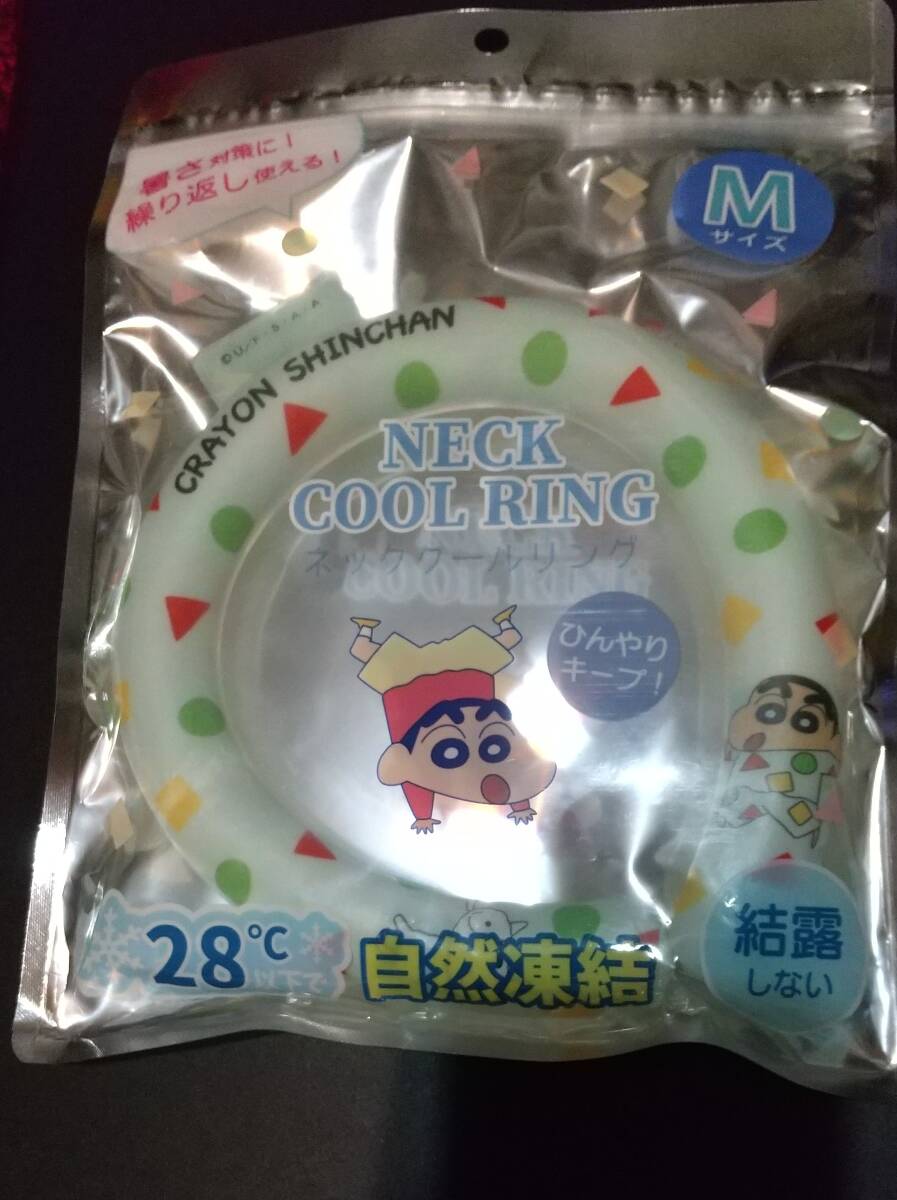 暑さ対策に!
繰り返し使える!
M
サイズ
©U/F・S・A/A
CRAYON SHINCHAN
NECK
COOL RING
ネッククールリング
ひんやり
キープ!
28℃
以下で
自然凍結
結露
しない